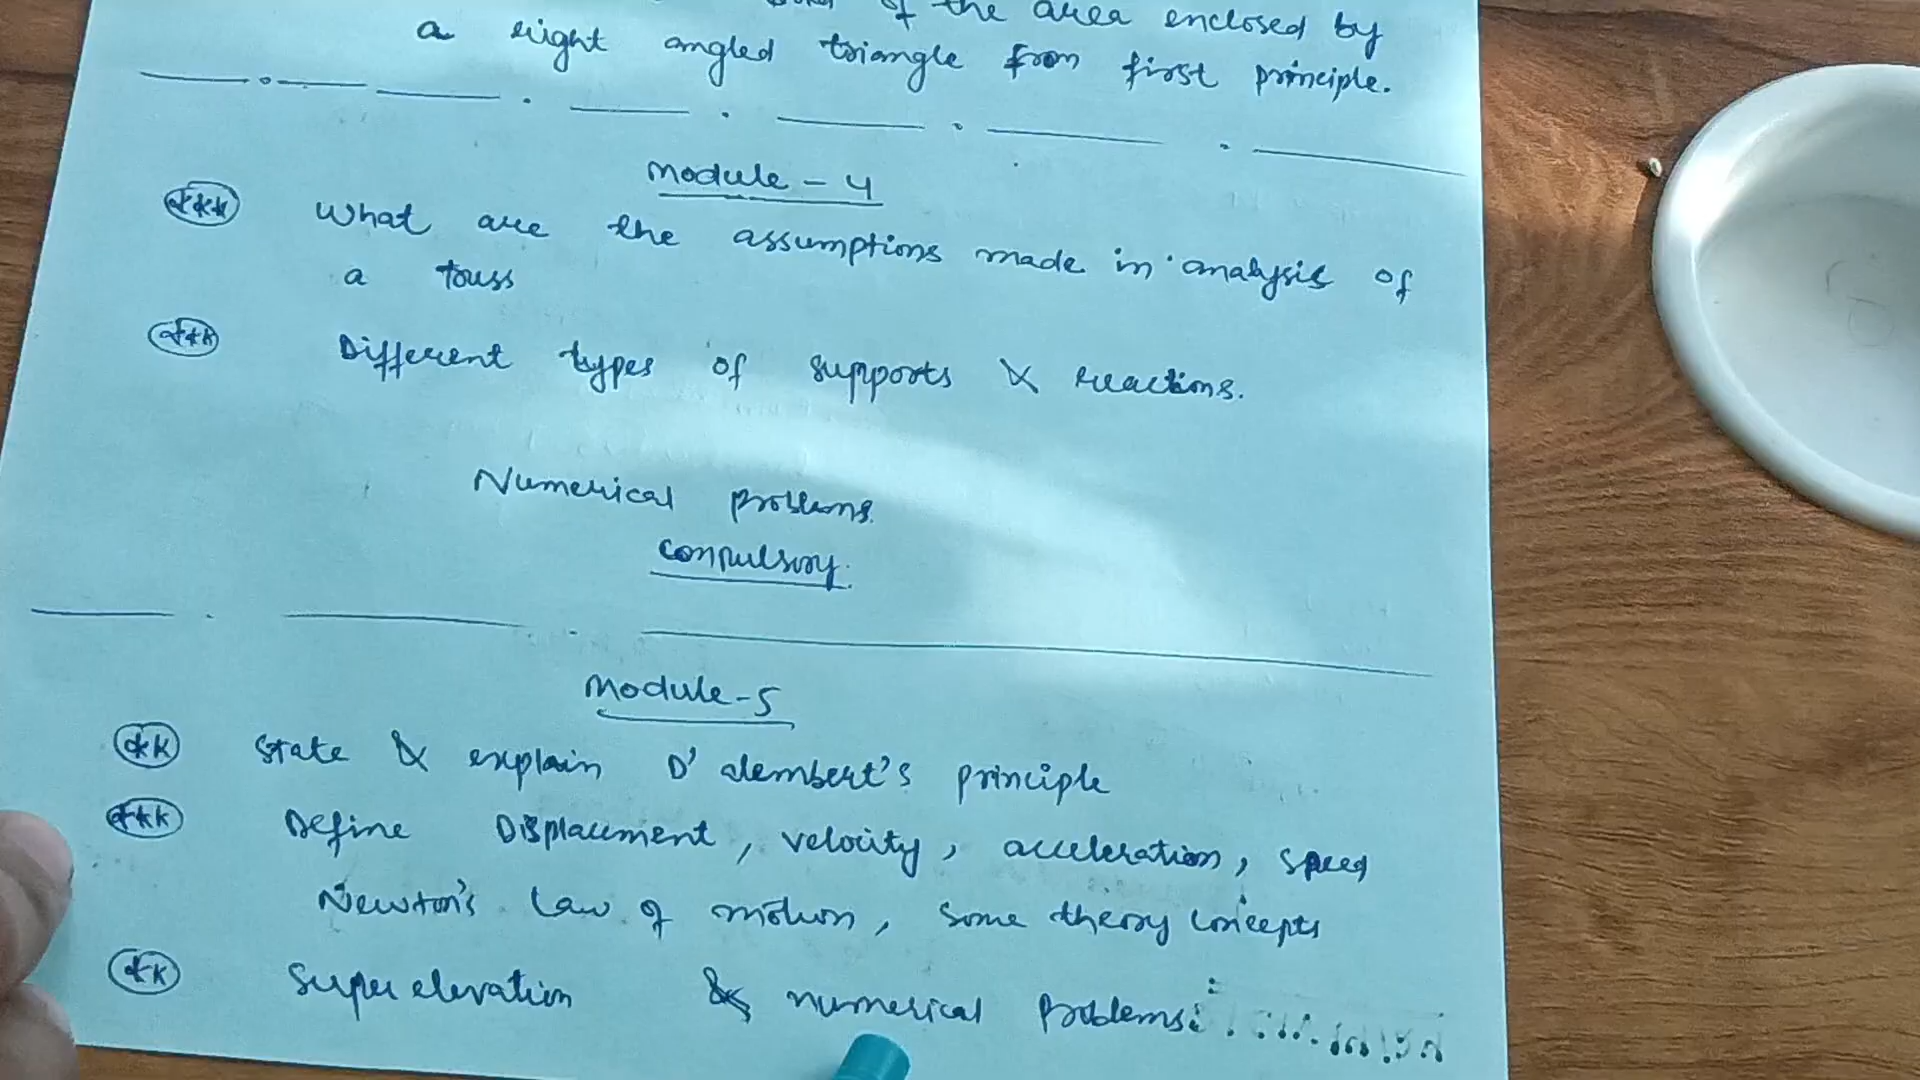 of the area enclosed by
a right angled triangle from first principle.
Module - 4
*** What are the assumptions made in analysis of
a truss
*** Different types of supports & reactions.
Numerical problems.
compulsory.
Module - 5
** State & explain D' alembert's principle
*** Define Displacement, velocity, acceleration, speed
Newton's Law of motion, some theory concepts
** Super elevation & numerical problems.